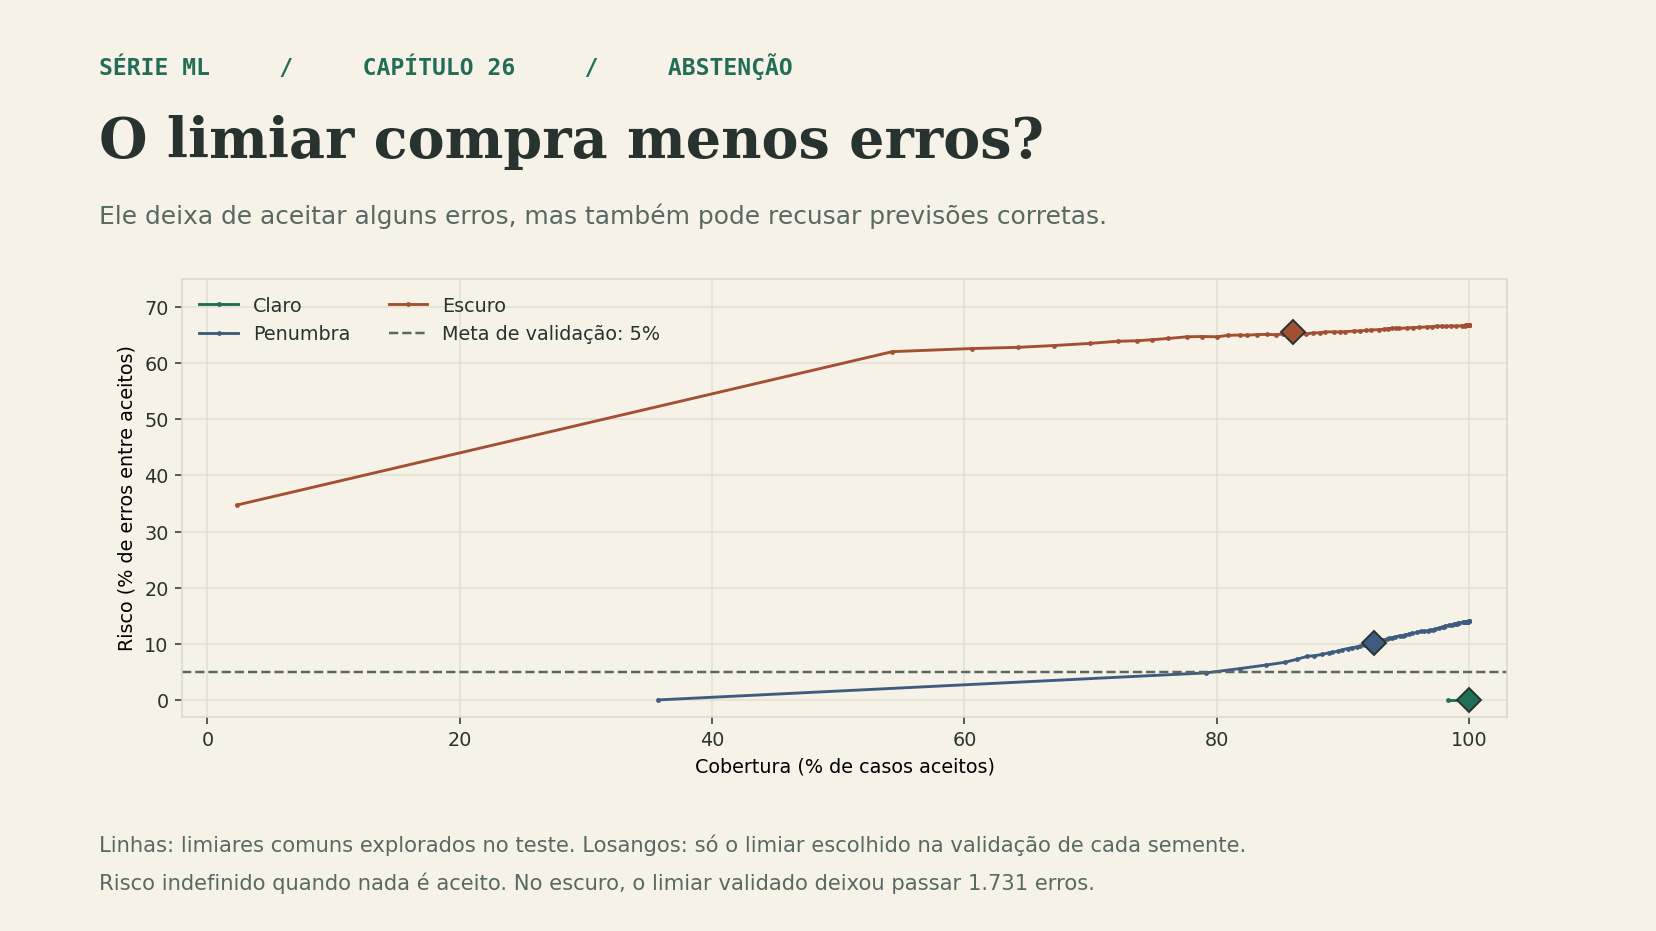 SÉRIE ML / CAPÍTULO 26 / ABSTENÇÃO
O limiar compra menos erros?
Ele deixa de aceitar alguns erros, mas também pode recusar previsões corretas.
Claro
Penumbra
Escuro
Meta de validação: 5%
Risco (% de erros entre aceitos)
70
60
50
40
30
20
10
0
0 20 40 60 80 100
Cobertura (% de casos aceitos)
Linhas: limiares comuns explorados no teste. Losangos: só o limiar escolhido na validação de cada semente.
Risco indefinido quando nada é aceito. No escuro, o limiar validado deixou passar 1.731 erros.